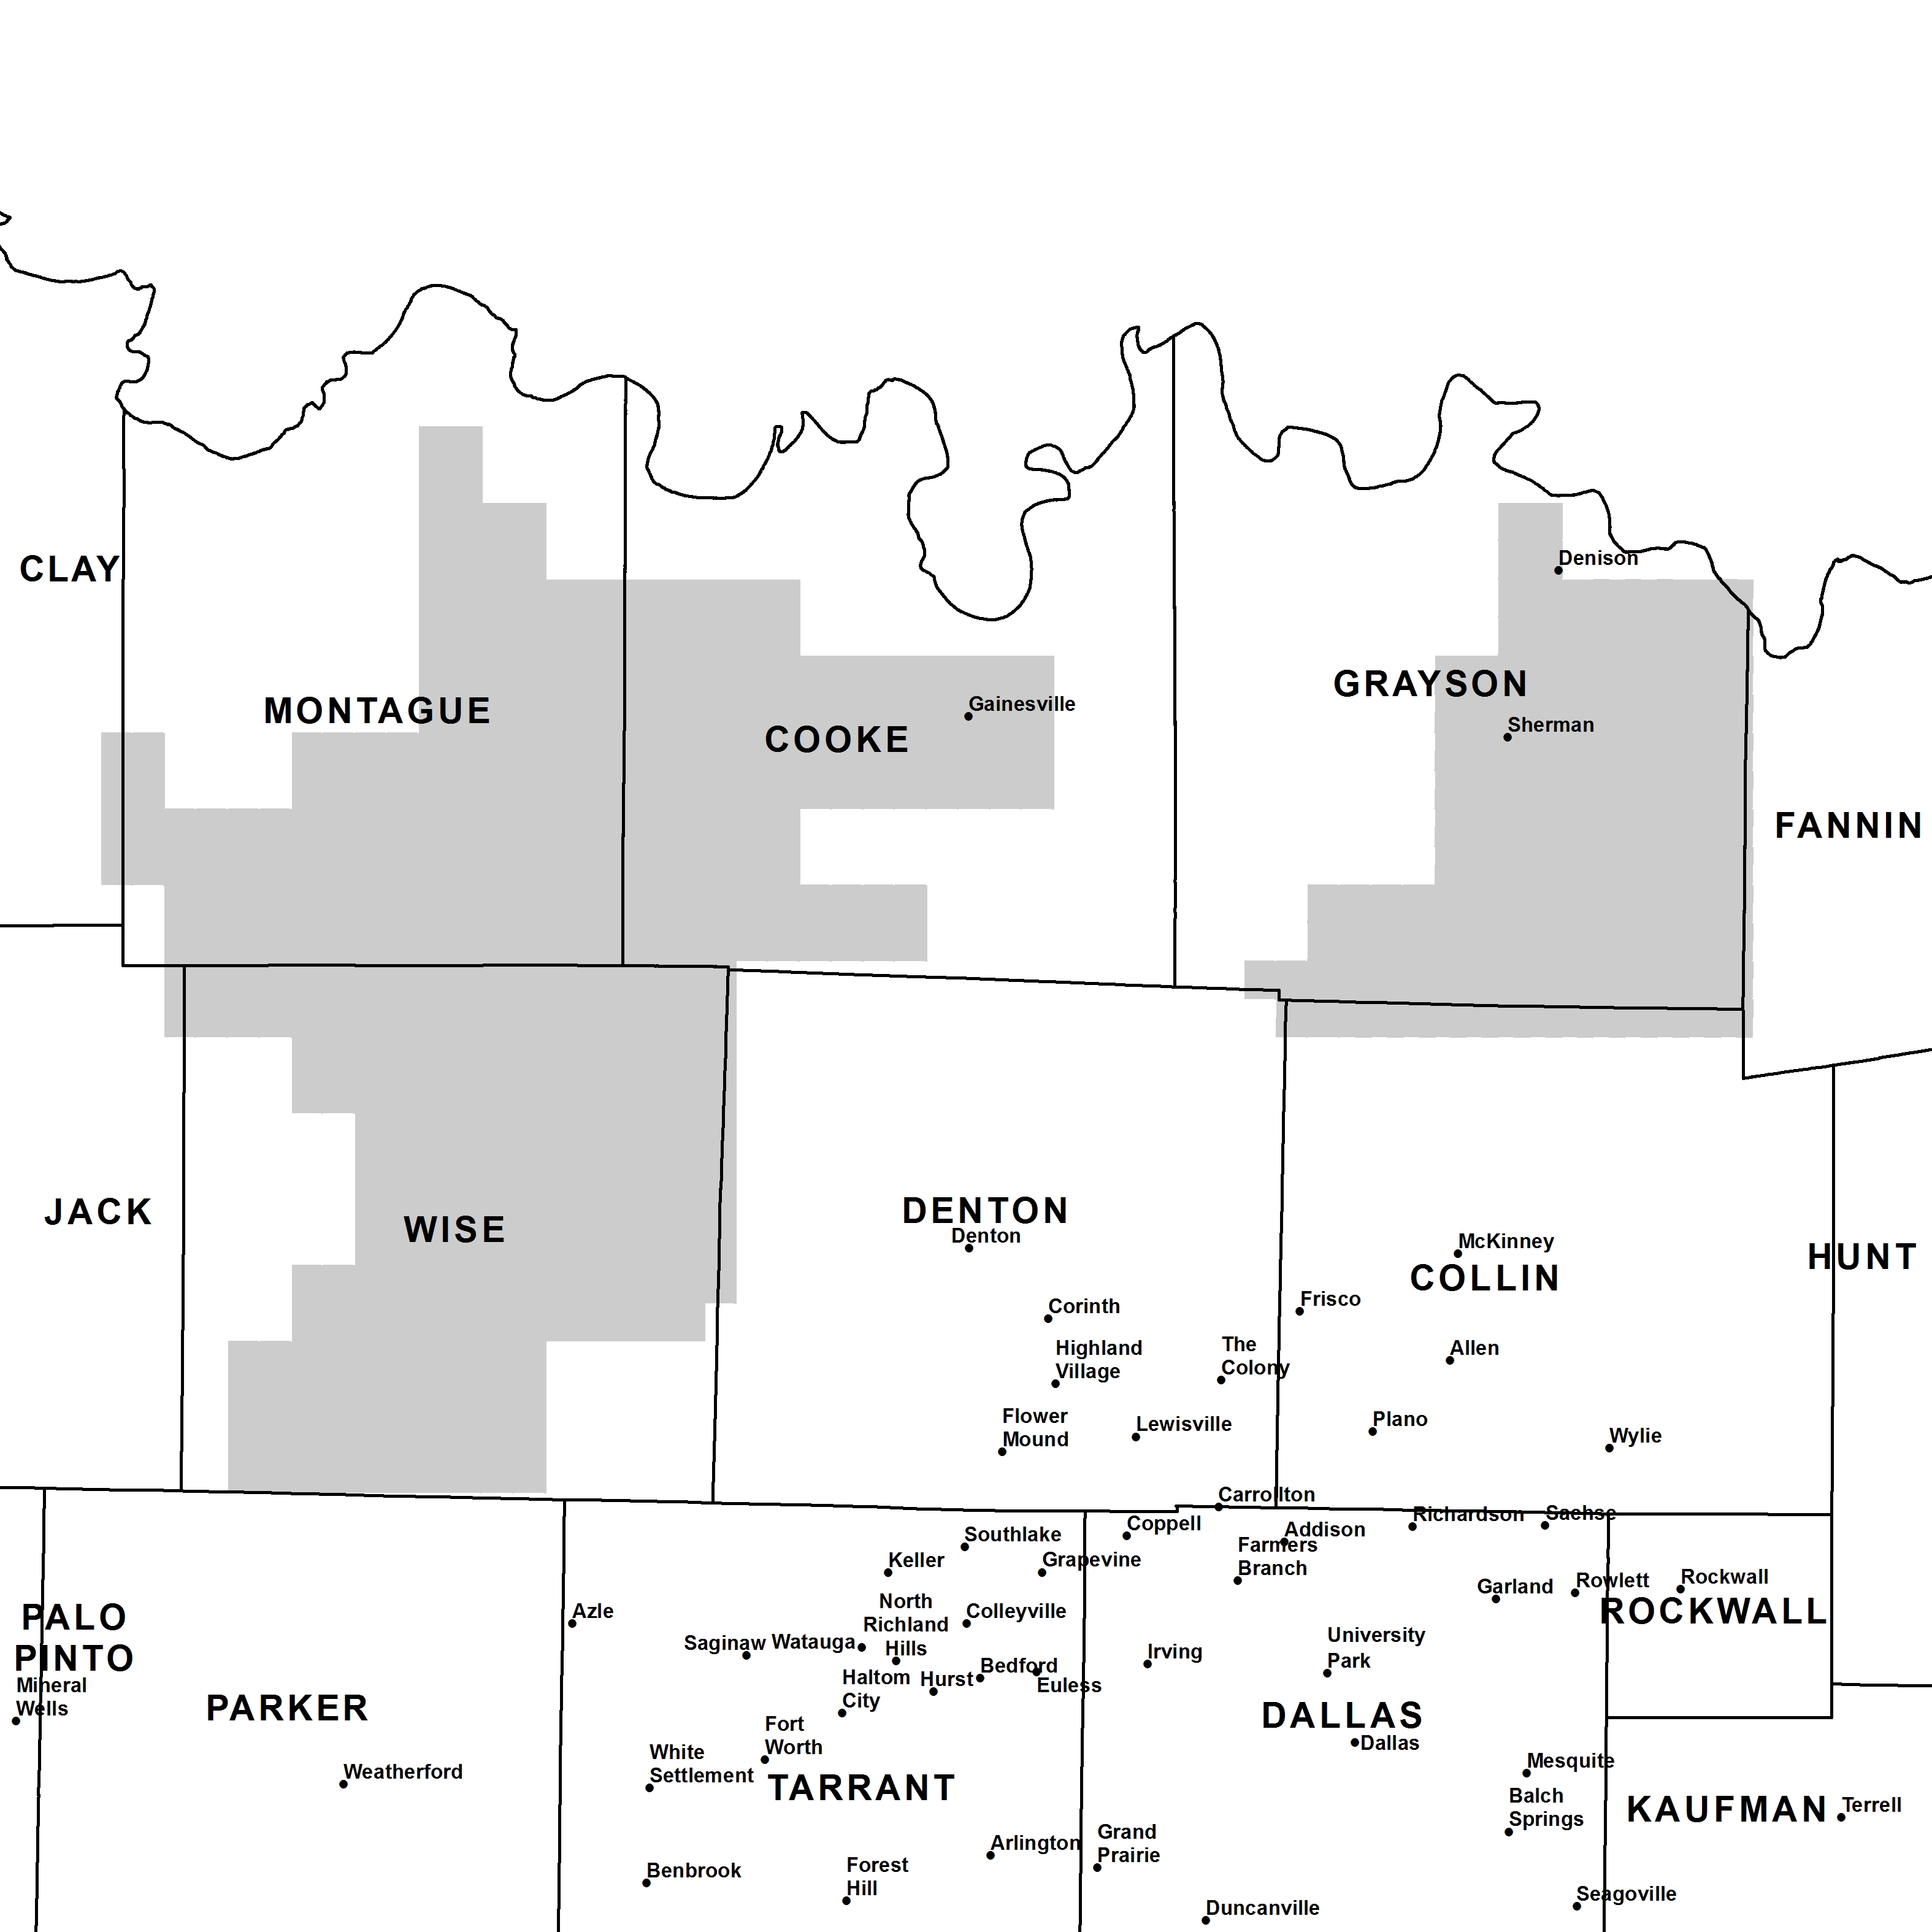 CLAY
Denison
MONTAGUE
Gainesville
GRAYSON
COOKE
Sherman
FANNIN
JACK
WISE
DENTON
Denton
McKinney
COLLIN
HUNT
Corinth
Frisco
Highland
Village
The
Colony
Allen
Flower
Mound
Lewisville
Plano
Wylie
Carrollton
Southlake
Coppell
Addison
Richardson
Sachse
Keller
Grapevine
Farmers
Branch
PALO
PINTO
Mineral
Wells
Azle
North
Richland
Hills
Colleyville
Garland
Rowlett
Rockwall
ROCKWALL
Saginaw
Watauga
Irving
University
Park
PARKER
Haltom
City
Hurst
Bedford
Euless
DALLAS
Dallas
Weatherford
White
Settlement
Fort
Worth
TARRANT
Mesquite
Balch
Springs
KAUFMAN
Terrell
Benbrook
Forest
Hill
Arlington
Grand
Prairie
Duncanville
Seagoville